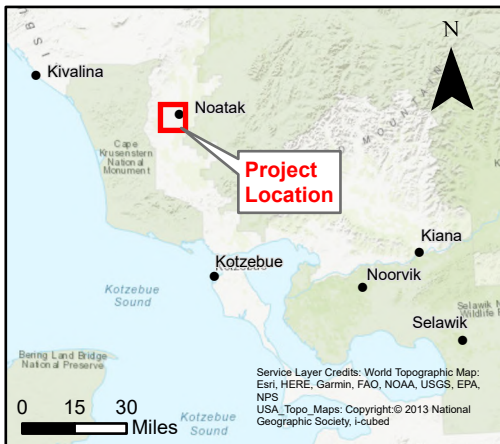 N
Kivalina
Noatak
Cape
Krusenstern
National
Monument
Project
Location
Kiana
Kotzebue
Noorvik
Kotzebue
Sound
Selawik
Bering Land Bridge
National Preserve
Service Layer Credits: World Topographic Map:
Esri, HERE, Garmin, FAO, NOAA, USGS, EPA,
NPS
USA_Topo_Maps: Copyright:© 2013 National
Geographic Society, i-cubed
0 15 30
Miles
Kotzebue
Sound